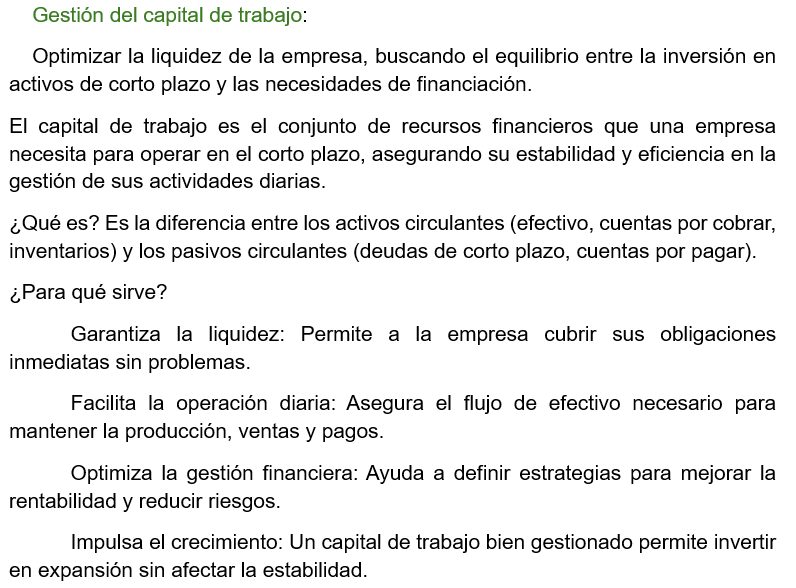 Gestión del capital de trabajo:
Optimizar la liquidez de la empresa, buscando el equilibrio entre la inversión en
activos de corto plazo y las necesidades de financiación.
El capital de trabajo es el conjunto de recursos financieros que una empresa
necesita para operar en el corto plazo, asegurando su estabilidad y eficiencia en la
gestión de sus actividades diarias.
¿Qué es? Es la diferencia entre los activos circulantes (efectivo, cuentas por cobrar,
inventarios) y los pasivos circulantes (deudas de corto plazo, cuentas por pagar).
¿Para qué sirve?
Garantiza la liquidez: Permite a la empresa cubrir sus obligaciones
inmediatas sin problemas.
Facilita la operación diaria: Asegura el flujo de efectivo necesario para
mantener la producción, ventas y pagos.
Optimiza la gestión financiera: Ayuda a definir estrategias para mejorar la
rentabilidad y reducir riesgos.
Impulsa el crecimiento: Un capital de trabajo bien gestionado permite invertir
en expansión sin afectar la estabilidad.